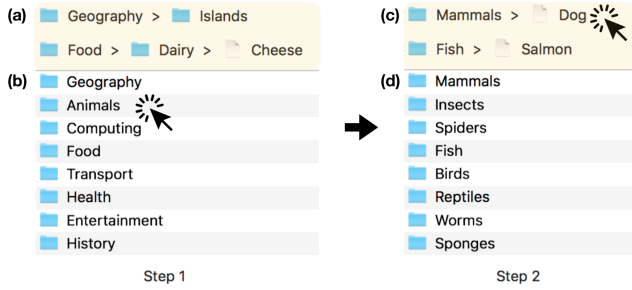 (a) Geography > Islands
Food > Dairy > Cheese
(b) Geography
Animals
Computing
Food
Transport
Health
Entertainment
History
Step 1
(c) Mammals > Dog
Fish > Salmon
(d) Mammals
Insects
Spiders
Fish
Birds
Reptiles
Worms
Sponges
Step 2